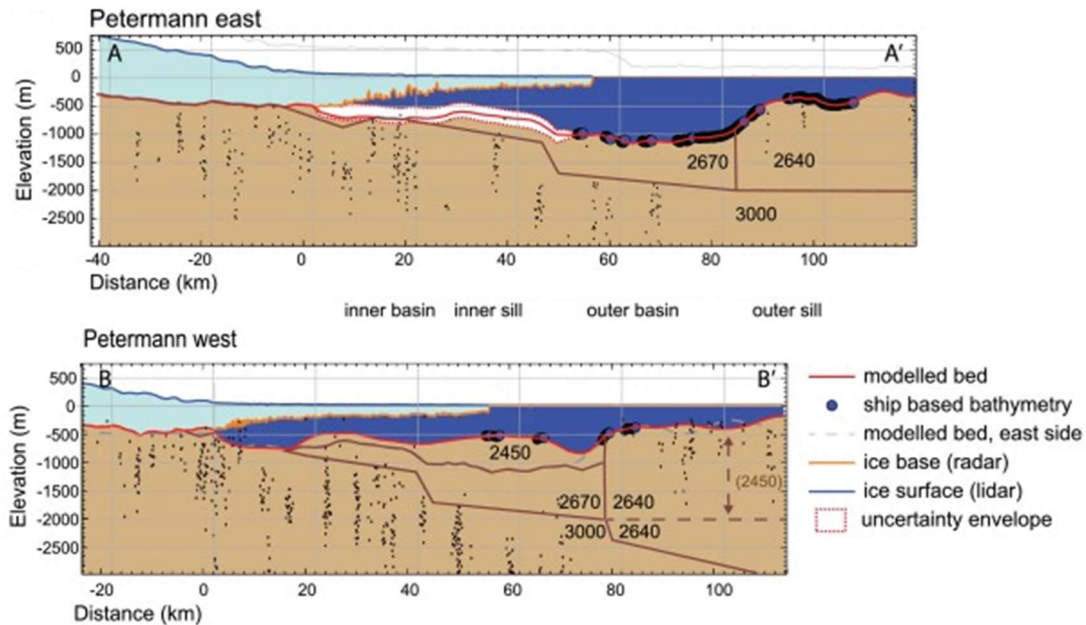 Petermann east
A A'
500
0
-500
-1000
-1500
-2000
-2500
Elevation (m)
2670 2640
3000
-40 -20 0 20 40 60 80 100
Distance (km)
inner basin inner sill outer basin outer sill
Petermann west
B B'
500
0
-500
-1000
-1500
-2000
-2500
Elevation (m)
2450
(2450)
2670 2640
3000 2640
-20 0 20 40 60 80 100
Distance (km)
modelled bed
ship based bathymetry
modelled bed, east side
ice base (radar)
ice surface (lidar)
uncertainty envelope